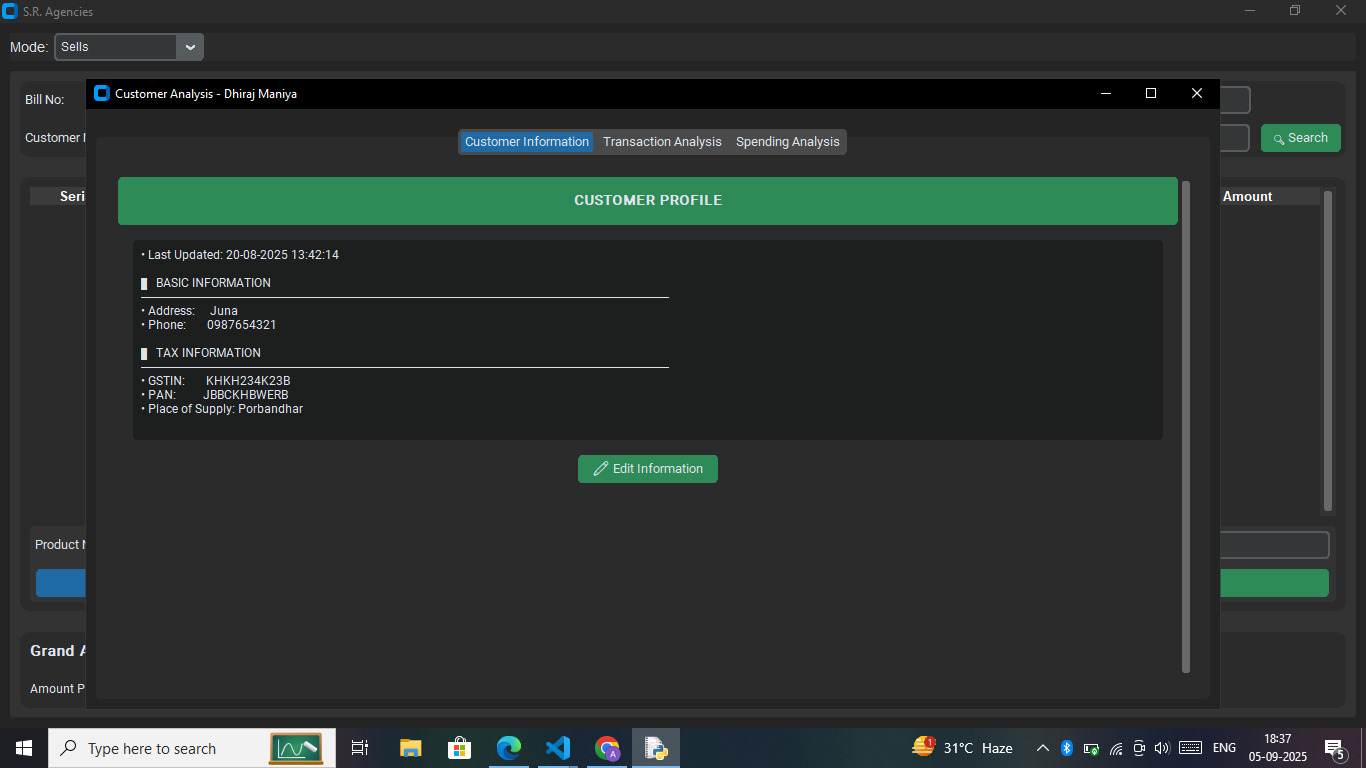 S.R. Agencies
Mode: Sells
Bill No:
Customer Analysis - Dhiraj Maniya
Customer
Customer Information Transaction Analysis Spending Analysis
Search
Seri
Amount
CUSTOMER PROFILE
• Last Updated: 20-08-2025 13:42:14
BASIC INFORMATION
• Address: Juna
• Phone: 0987654321
TAX INFORMATION
• GSTIN: KHKH234K23B
• PAN: JBBCKHBWERB
• Place of Supply: Porbandhar
Edit Information
Product
Grand
Amount P
Type here to search
1
31°C Haze
ENG
18:37
05-09-2025
5